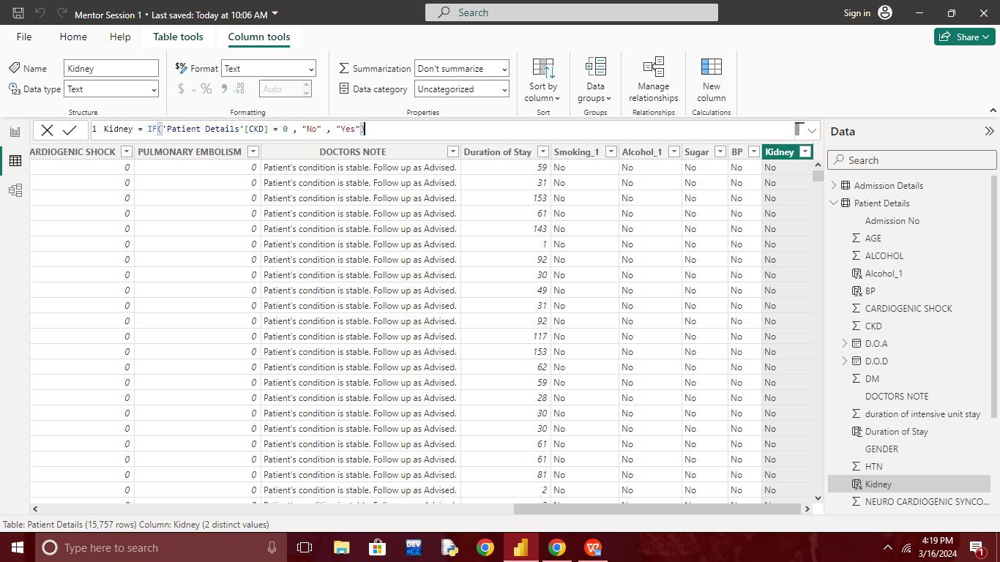 Mentor Session 1 • Last saved: Today at 10:06 AM
Search
Sign in
File Home Help Table tools Column tools
Share
Name Kidney
Data type Text
Structure
$% Format Text
$ % 9 .00
Auto
Formatting
Summarization Don't summarize
Data category Uncategorized
Properties
Sort by column
Sort
Data groups
Groups
Manage relationships
Relationships
New column
Calculations
1 Kidney = IF('Patient Details'[CKD] = 0 , "No" , "Yes")
ARDIOGENIC SHOCK PULMONARY EMBOLISM DOCTORS NOTE Duration of Stay Smoking_1 Alcohol_1 Sugar BP Kidney
0 0 Patient's condition is stable. Follow up as Advised. 59 No No No No No
0 0 Patient's condition is stable. Follow up as Advised. 31 No No No No No
0 0 Patient's condition is stable. Follow up as Advised. 153 No No No No No
0 0 Patient's condition is stable. Follow up as Advised. 61 No No No No No
0 0 Patient's condition is stable. Follow up as Advised. 143 No No No No No
0 0 Patient's condition is stable. Follow up as Advised. 1 No No No No No
0 0 Patient's condition is stable. Follow up as Advised. 92 No No No No No
0 0 Patient's condition is stable. Follow up as Advised. 30 No No No No No
0 0 Patient's condition is stable. Follow up as Advised. 49 No No No No No
0 0 Patient's condition is stable. Follow up as Advised. 31 No No No No No
0 0 Patient's condition is stable. Follow up as Advised. 92 No No No No No
0 0 Patient's condition is stable. Follow up as Advised. 117 No No No No No
0 0 Patient's condition is stable. Follow up as Advised. 153 No No No No No
0 0 Patient's condition is stable. Follow up as Advised. 62 No No No No No
0 0 Patient's condition is stable. Follow up as Advised. 59 No No No No No
0 0 Patient's condition is stable. Follow up as Advised. 28 No No No No No
0 0 Patient's condition is stable. Follow up as Advised. 30 No No No No No
0 0 Patient's condition is stable. Follow up as Advised. 30 No No No No No
0 0 Patient's condition is stable. Follow up as Advised. 61 No No No No No
0 0 Patient's condition is stable. Follow up as Advised. 61 No No No No No
0 0 Patient's condition is stable. Follow up as Advised. 81 No No No No No
0 0 Patient's condition is stable. Follow up as Advised. 2 No No No No No
Data
Search
Admission Details
Patient Details
Admission No
AGE
ALCOHOL
Alcohol_1
BP
CARDIOGENIC SHOCK
CKD
D.O.A
D.O.D
DM
DOCTORS NOTE
duration of intensive unit stay
Duration of Stay
GENDER
HTN
Kidney
NEURO CARDIOGENIC SYNCO...
Table: Patient Details (15,757 rows) Column: Kidney (2 distinct values)
Type here to search
DEV
4:19 PM
3/16/2024
1